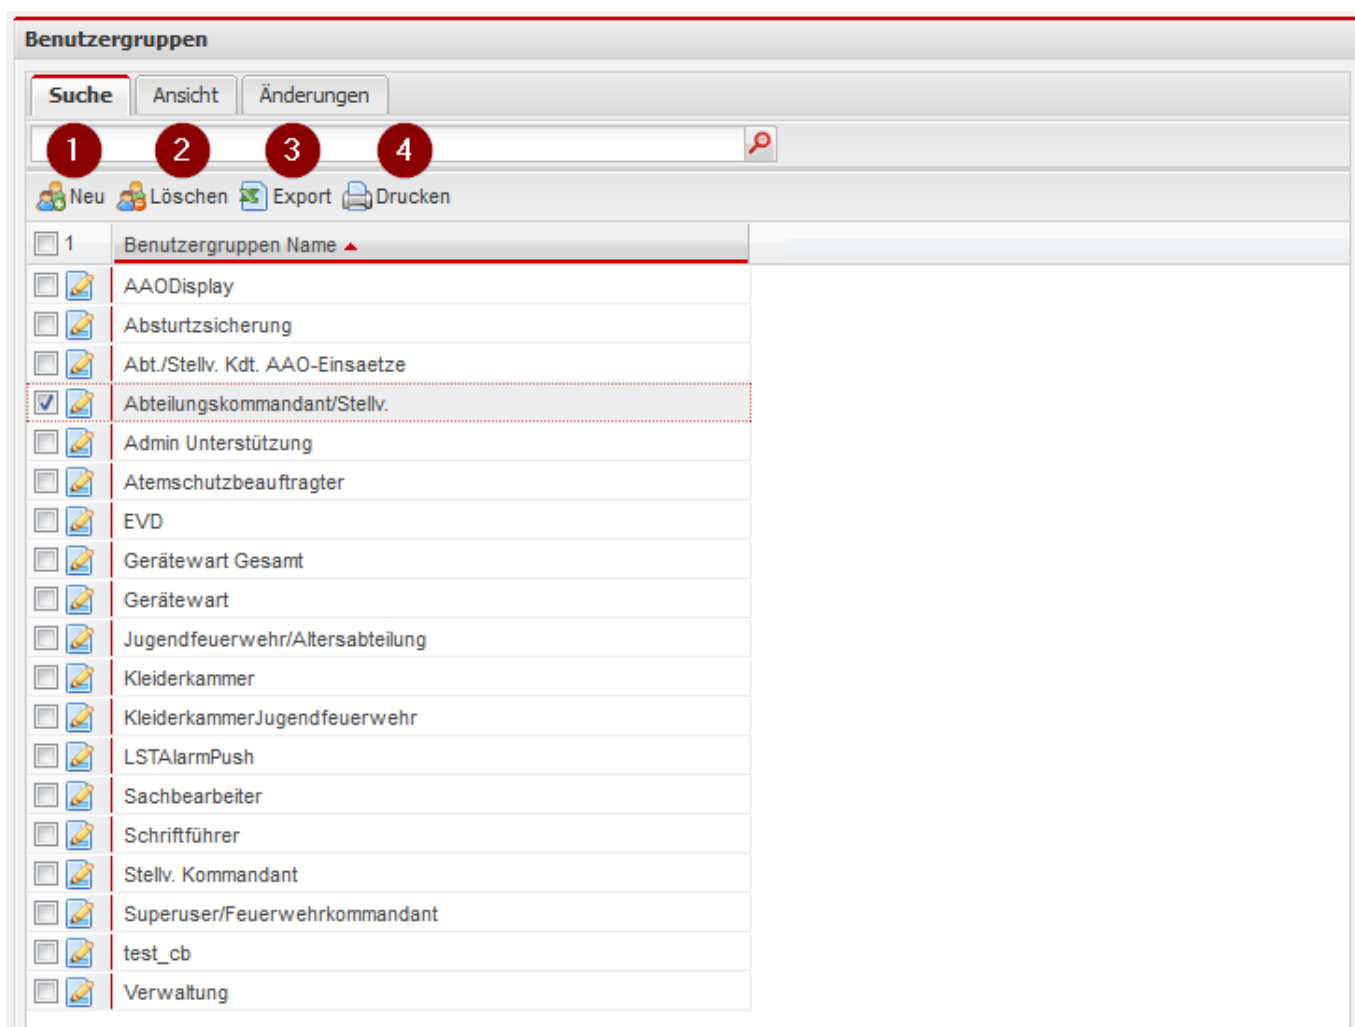 Benutzergruppen
Suche Ansicht Änderungen
1 2 3 4
Neu Löschen Export Drucken
1 Benutzergruppen Name
AAODisplay
Absturtzsicherung
Abt./Stellv. Kdt. AAO-Einsaetze
Abteilungskommandant/Stellv.
Admin Unterstützung
Atemschutzbeauftragter
EVD
Gerätewart Gesamt
Gerätewart
Jugendfeuerwehr/Altersabteilung
Kleiderkammer
KleiderkammerJugendfeuerwehr
LSTAlarmPush
Sachbearbeiter
Schriftführer
Stellv. Kommandant
Superuser/Feuerwehrkommandant
test_cb
Verwaltung